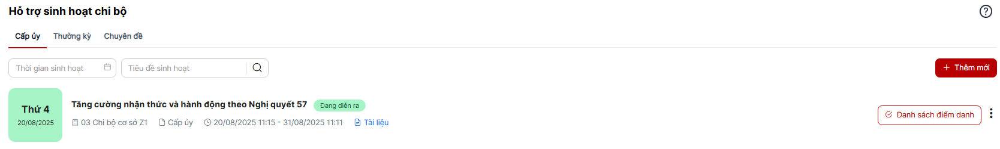 Hỗ trợ sinh hoạt chi bộ
Cấp ủy Thường kỳ Chuyên đề
Thời gian sinh hoạt Tiêu đề sinh hoạt + Thêm mới
Thứ 4
20/08/2025
Tăng cường nhận thức và hành động theo Nghị quyết 57 Đang diễn ra
03 Chi bộ cơ sở Z1 Cấp ủy 20/08/2025 11:15 - 31/08/2025 11:11 Tài liệu
Danh sách điểm danh